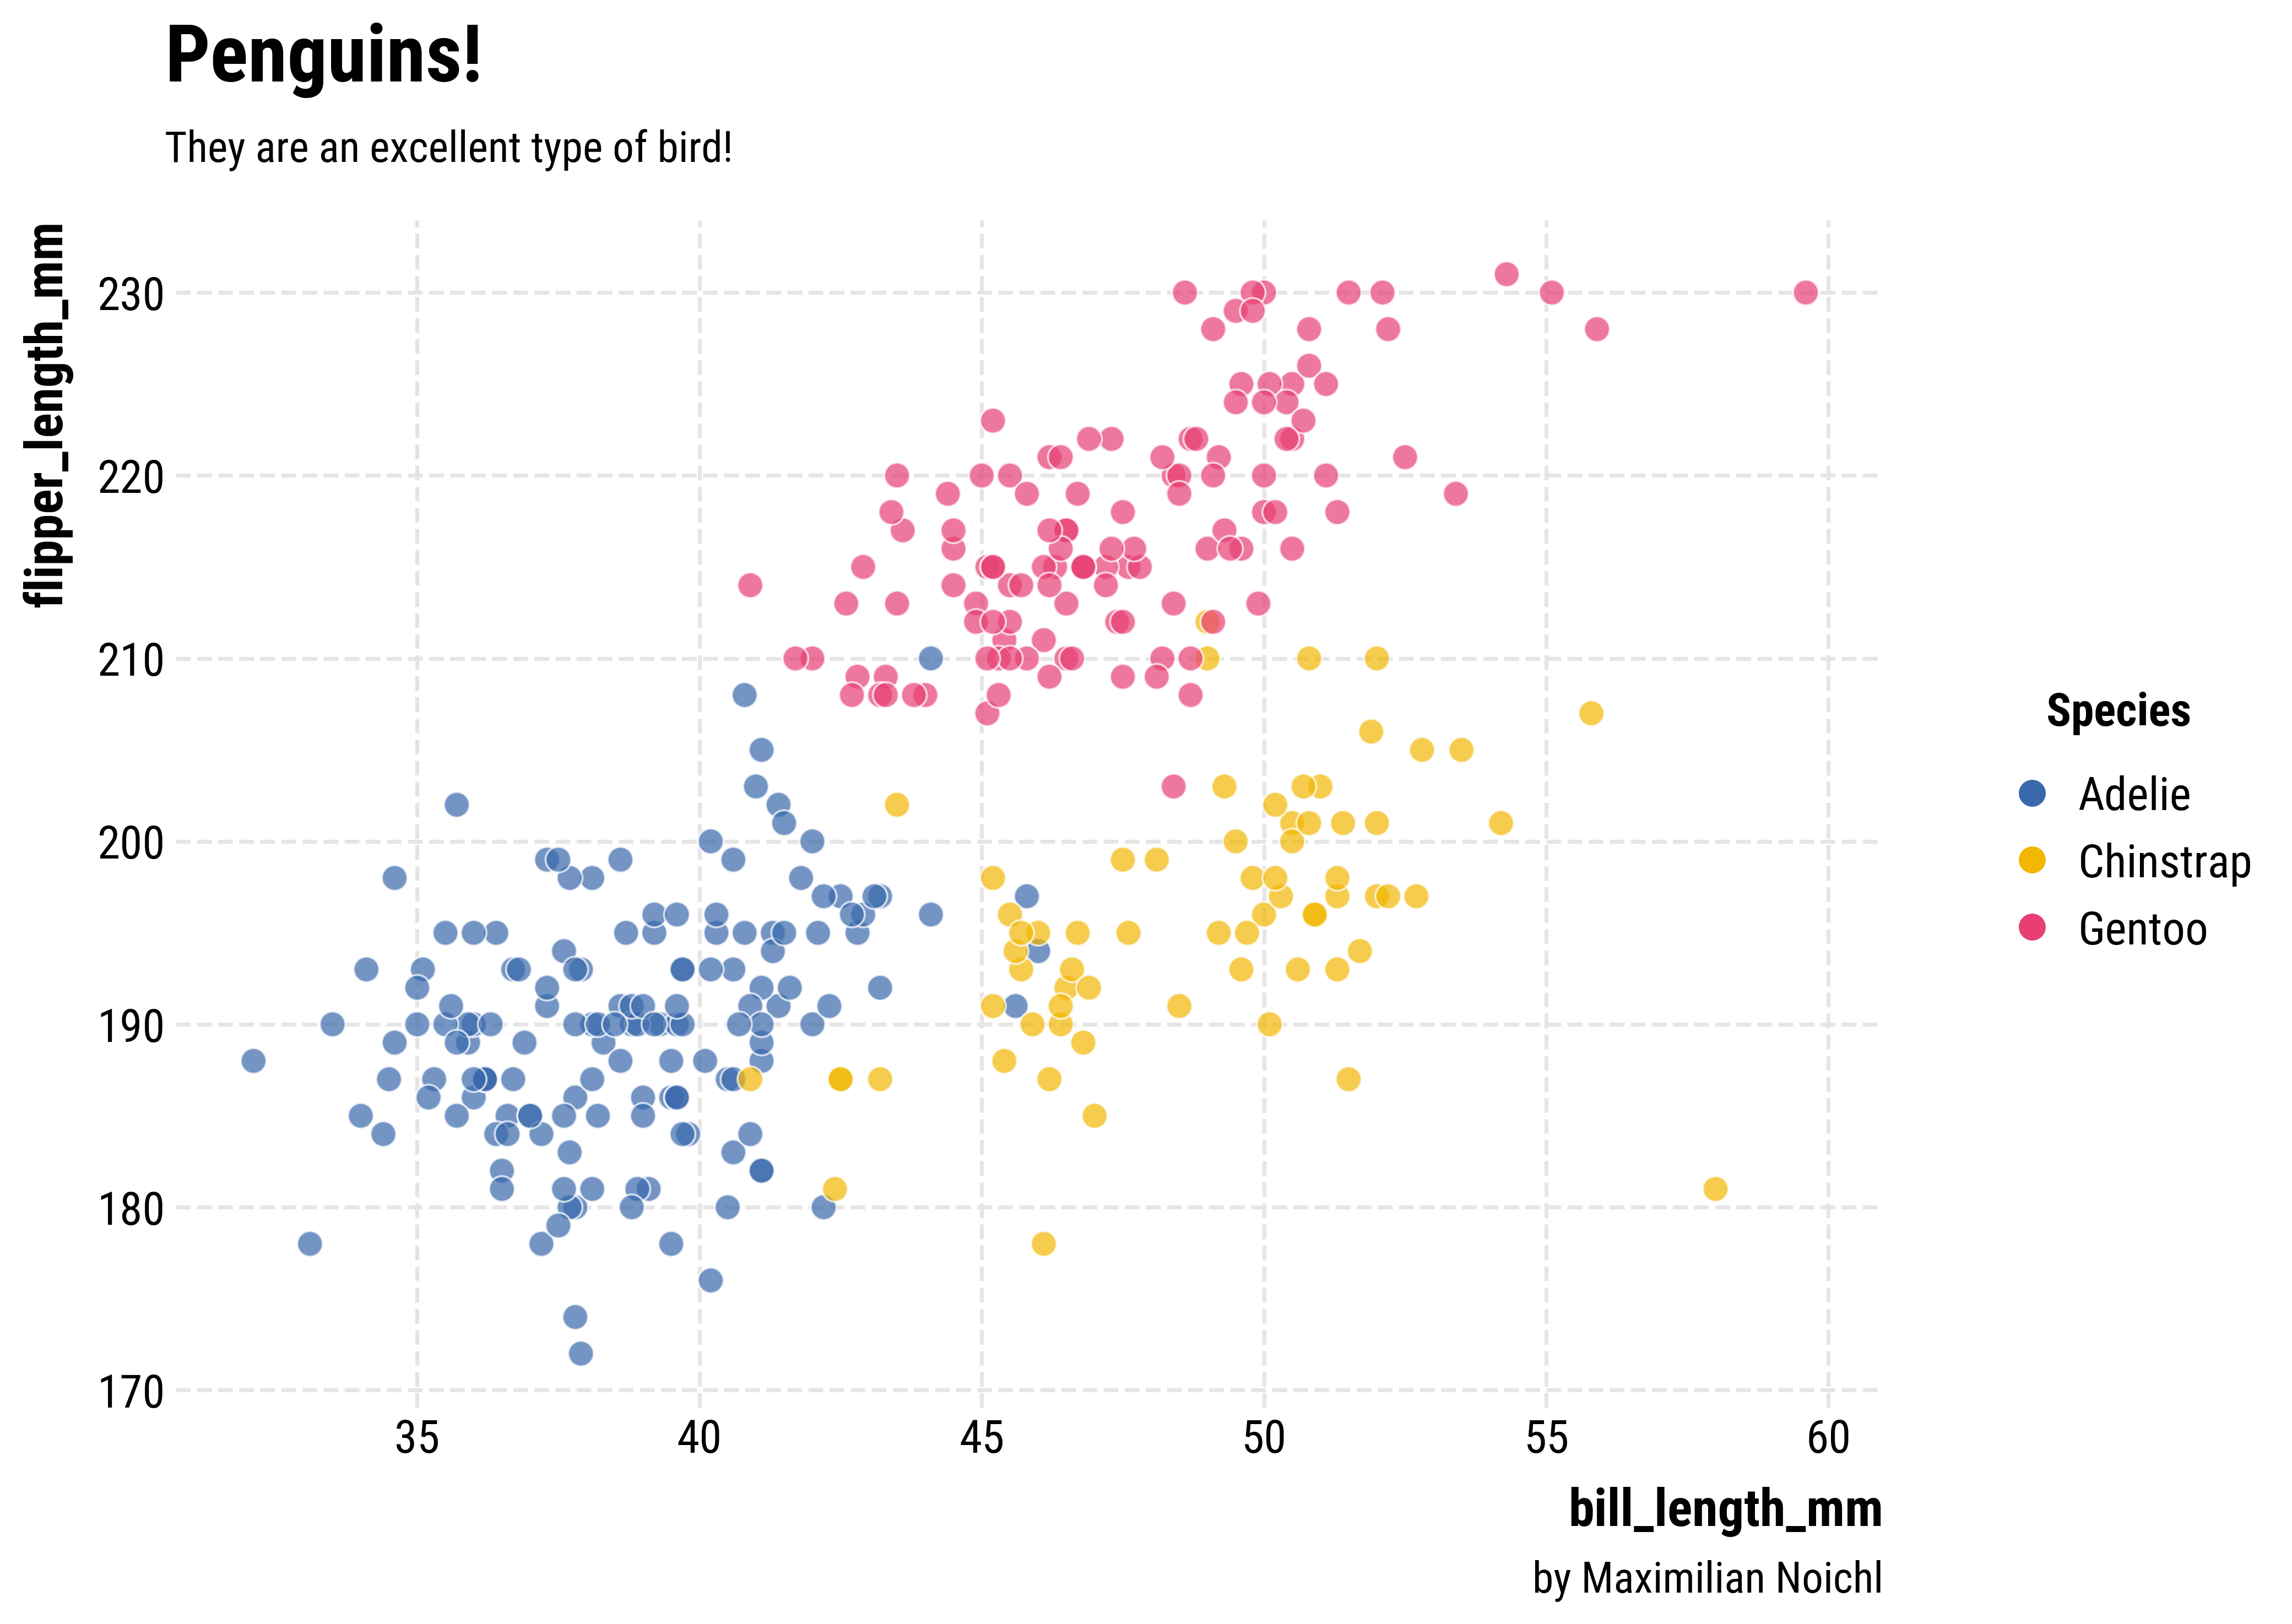 Penguins!
They are an excellent type of bird!
flipper_length_mm
230
220
210
200
190
180
170
35 40 45 50 55 60
bill_length_mm
by Maximilian Noichl
Species
Adelie
Chinstrap
Gentoo